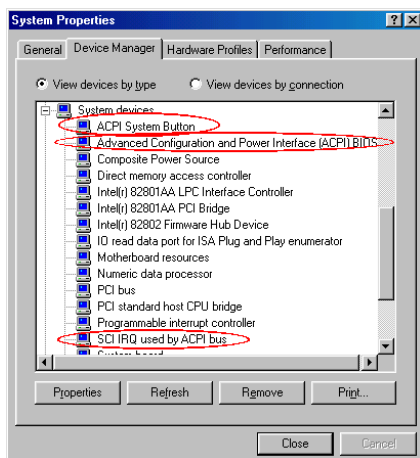 System Properties
General Device Manager Hardware Profiles Performance
View devices by type View devices by connection
System devices
ACPI System Button
Advanced Configuration and Power Interface (ACPI) BIOS
Composite Power Source
Direct memory access controller
Intel(r) 82801AA LPC Interface Controller
Intel(r) 82801AA PCI Bridge
Intel(r) 82802 Firmware Hub Device
IO read data port for ISA Plug and Play enumerator
Motherboard resources
Numeric data processor
PCI bus
PCI standard host CPU bridge
Programmable interrupt controller
SCI IRQ used by ACPI bus
System board
Properties Refresh Remove Print...
Close Cancel